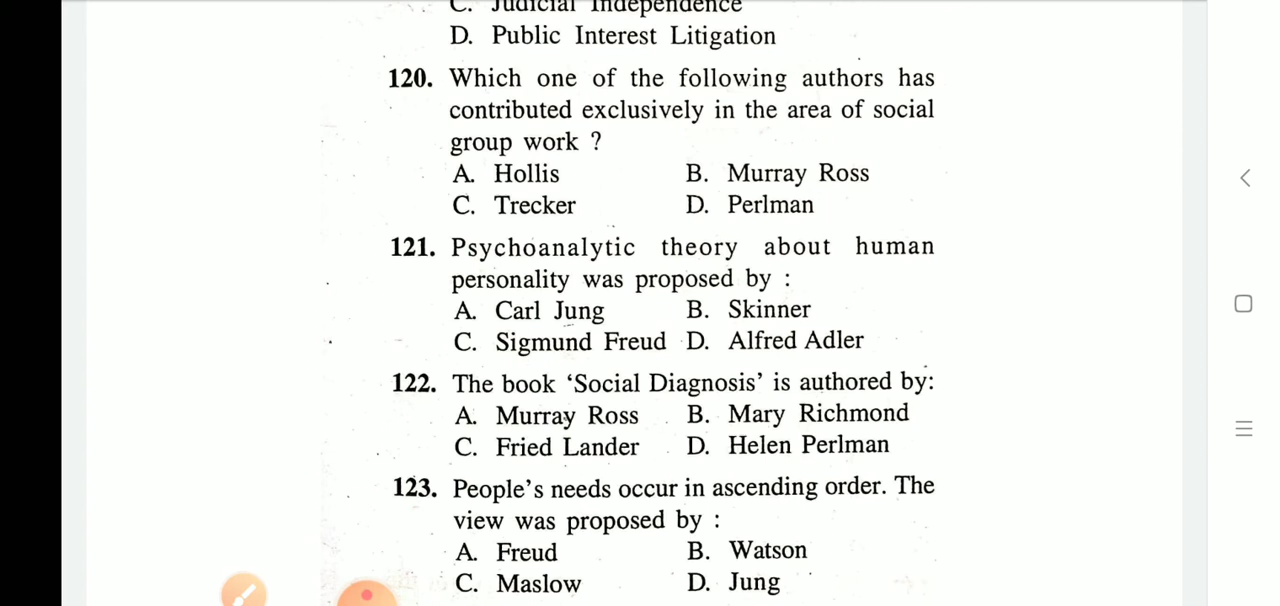 C. Judicial Independence
D. Public Interest Litigation
120. Which one of the following authors has
contributed exclusively in the area of social
group work ?
A. Hollis B. Murray Ross
C. Trecker D. Perlman
121. Psychoanalytic theory about human
personality was proposed by :
A. Carl Jung B. Skinner
C. Sigmund Freud D. Alfred Adler
122. The book ‘Social Diagnosis’ is authored by:
A. Murray Ross B. Mary Richmond
C. Fried Lander D. Helen Perlman
123. People’s needs occur in ascending order. The
view was proposed by :
A. Freud B. Watson
C. Maslow D. Jung